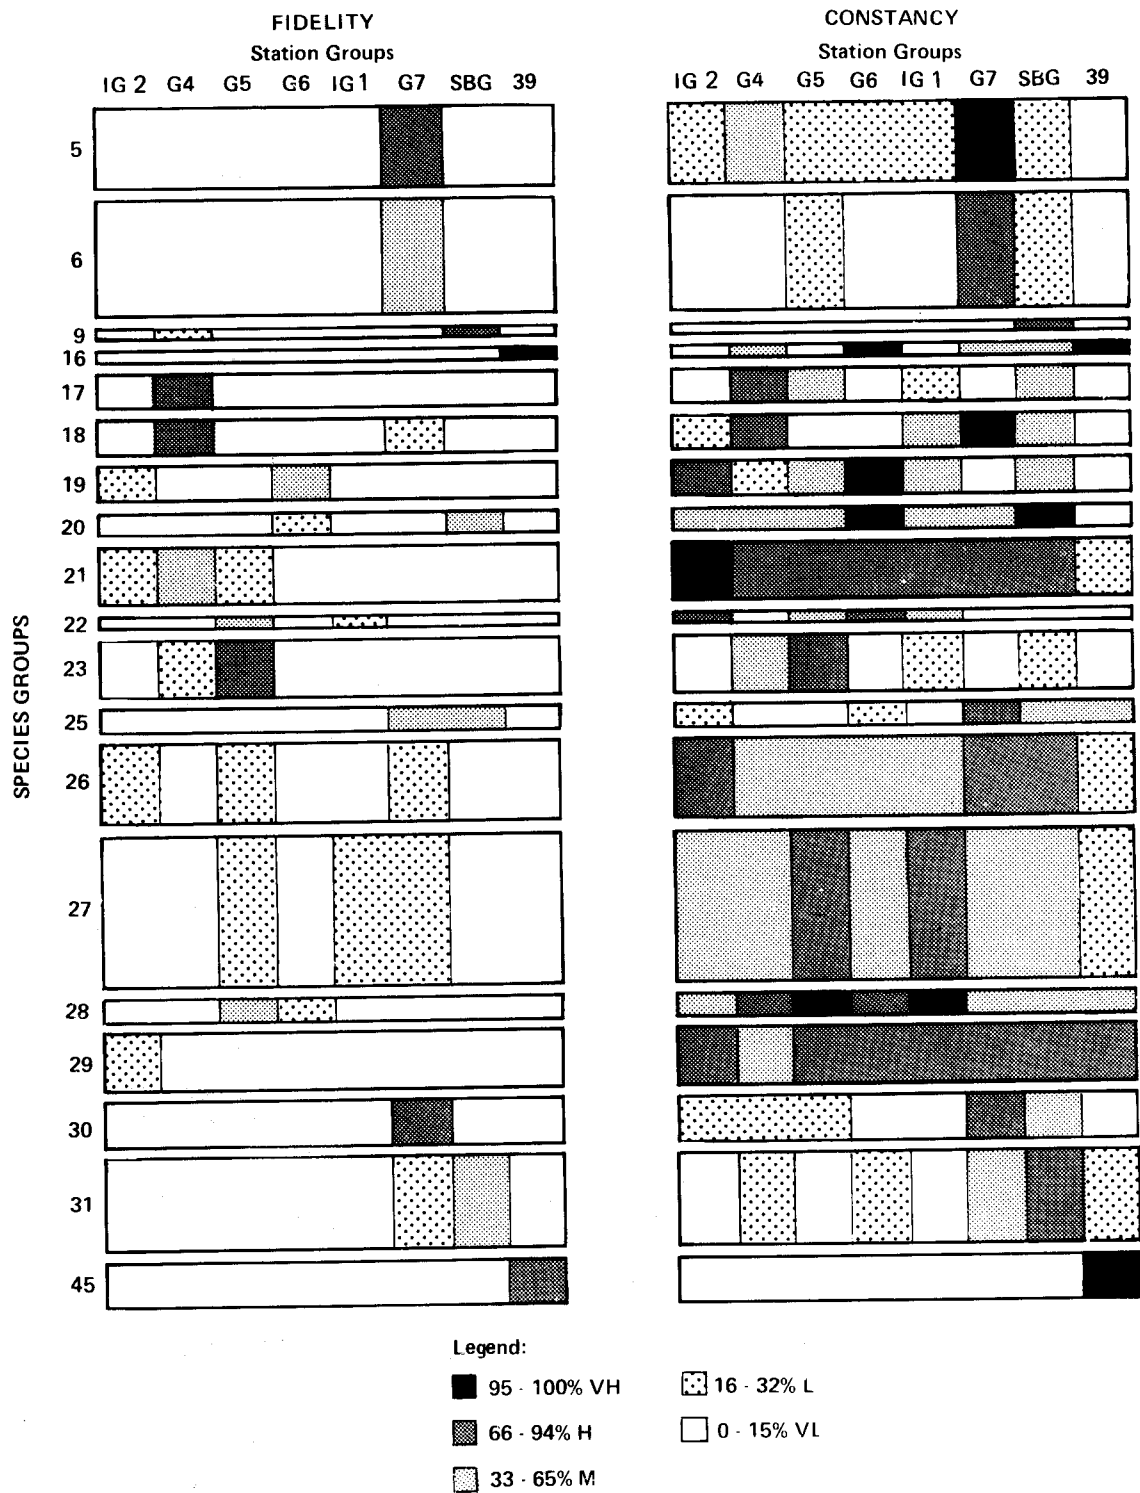 FIDELITY
CONSTANCY
Station Groups
Station Groups
IG 2 G4 G5 G6 IG 1 G7 SBG 39
IG 2 G4 G5 G6 IG 1 G7 SBG 39
SPECIES GROUPS
5
6
9
16
17
18
19
20
21
22
23
25
26
27
28
29
30
31
45
Legend:
95 - 100% VH
66 - 94% H
33 - 65% M
16 - 32% L
0 - 15% VL